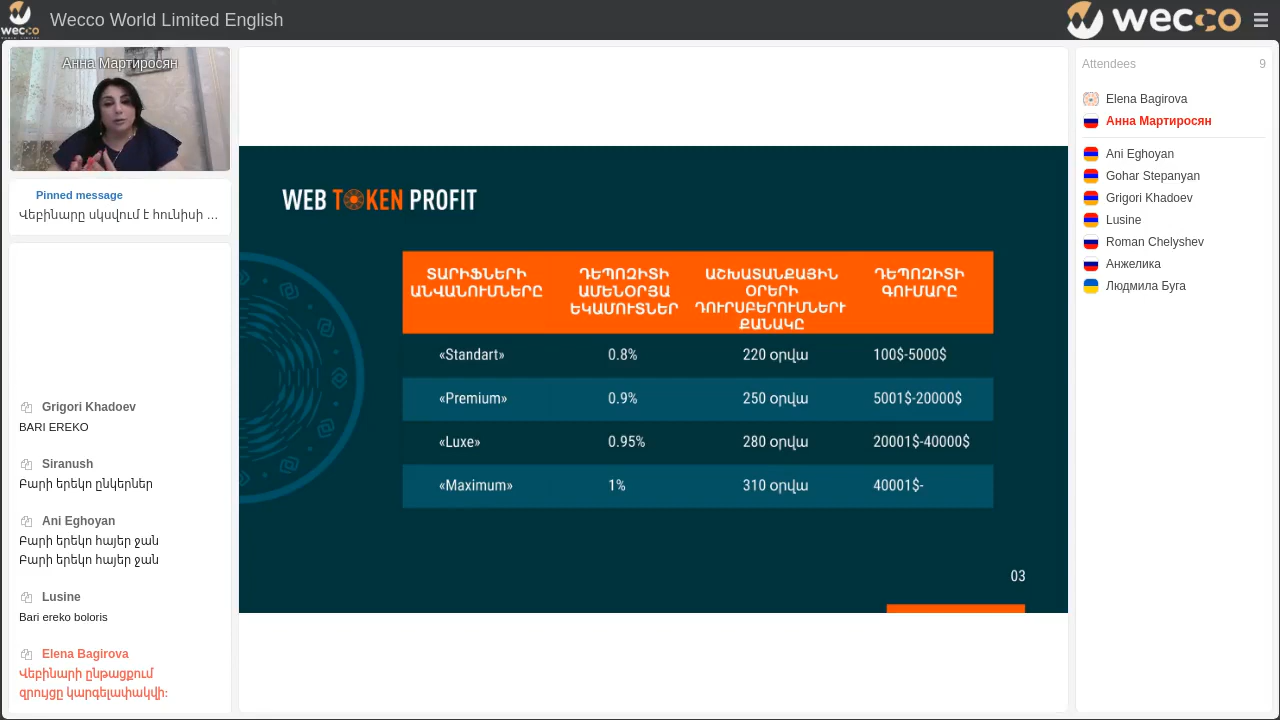 Wecco World Limited English
wecco
wecco
Анна Мартиросян
Pinned message
Վեբինարը սկսվում է հունիսի ...
Grigori Khadoev
BARI EREKO
Siranush
Բարի երեկո ընկերներ
Ani Eghoyan
Բարի երեկո հայեր ջան
Բարի երեկո հայեր ջան
Lusine
Bari ereko boloris
Elena Bagirova
Վեբինարի ընթացքում
զրույցը կարգելափակվի:
WEB TOKEN PROFIT
ՏԱՐԻՖՆԵՐԻ
ԱՆՎԱՆՈՒՄՆԵՐԸ
ԴԵՊՈԶԻՏԻ
ԱՄԵՆՕՐՅԱ
ԵԿԱՄՈՒՏՆԵՐ
ԱՇԽԱՏԱՆՔԱՅԻՆ
ՕՐԵՐԻ
ԴՈՒՐՍԲԵՐՈՒՄՆԵՐԻ
ՔԱՆԱԿԸ
ԴԵՊՈԶԻՏԻ
ԳՈՒՄԱՐԸ
«Standart» 0.8% 220 օրվա 100$-5000$
«Premium» 0.9% 250 օրվա 5001$-20000$
«Luxe» 0.95% 280 օրվա 20001$-40000$
«Maximum» 1% 310 օրվա 40001$-
03
Attendees 9
Elena Bagirova
Анна Мартиросян
Ani Eghoyan
Gohar Stepanyan
Grigori Khadoev
Lusine
Roman Chelyshev
Анжелика
Людмила Буга